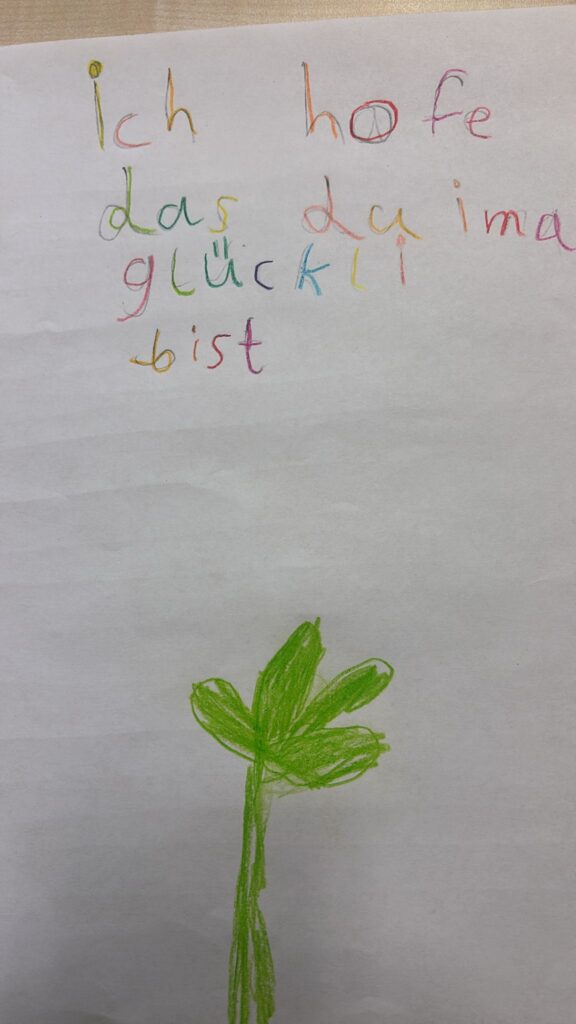 ich hofe
das du ima
glückli
bist